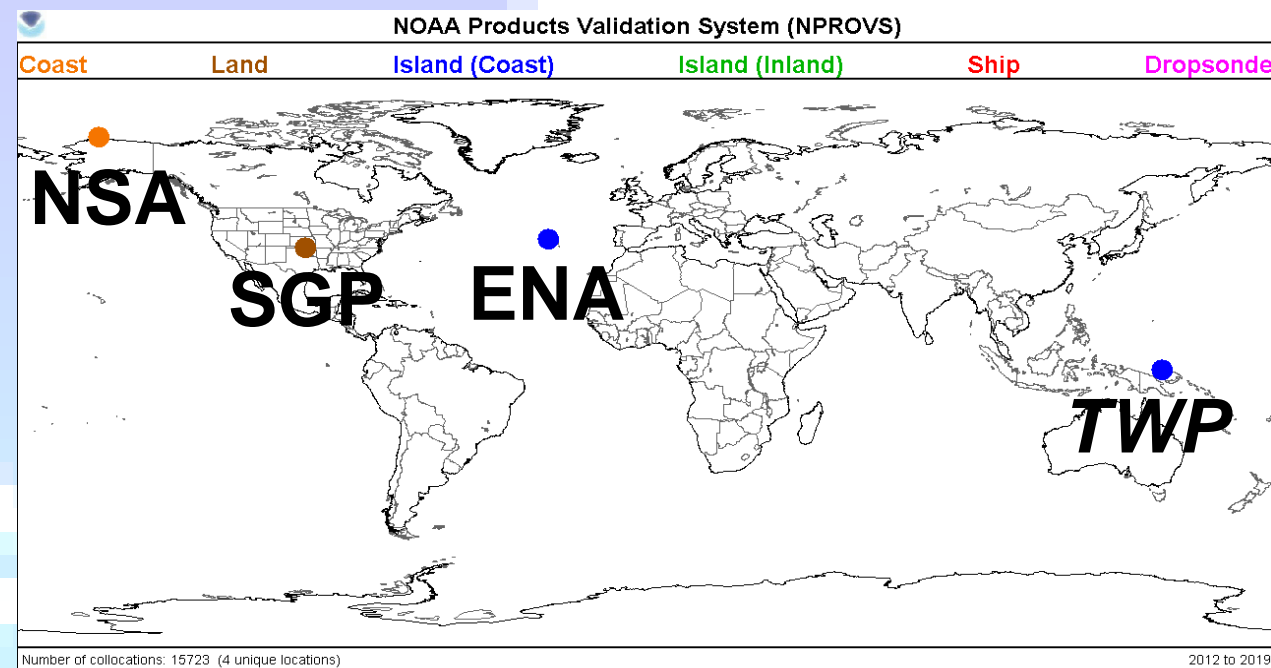 NOAA Products Validation System (NPROVS)
Coast Land Island (Coast) Island (Inland) Ship Dropsonde
NSA
SGP
ENA
TWP
Number of collocations: 15723 (4 unique locations) 2012 to 2019